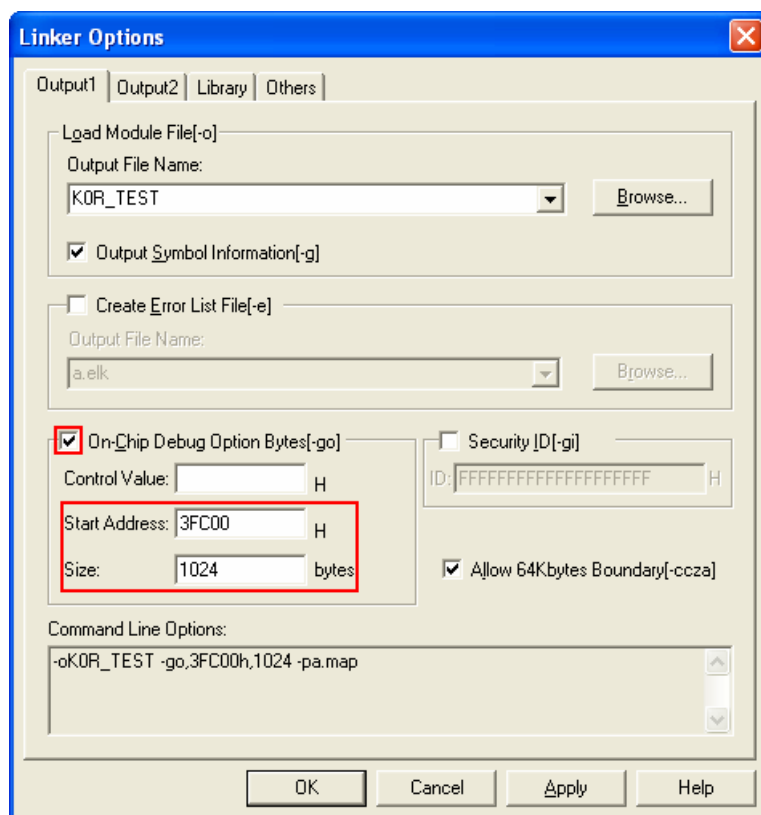 Linker Options
Output1 Output2 Library Others
Load Module File[-o]
Output File Name:
K0R_TEST Browse...
Output Symbol Information[-g]
Create Error List File[-e]
Output File Name:
a.elk Browse...
On-Chip Debug Option Bytes[-go] Security ID[-gi]
Control Value: H ID: FFFFFFFFFFFFFFFFFFFF H
Start Address: 3FC00 H
Size: 1024 bytes Allow 64Kbytes Boundary[-ccza]
Command Line Options:
-oK0R_TEST -go,3FC00h,1024 -pa.map
OK Cancel Apply Help